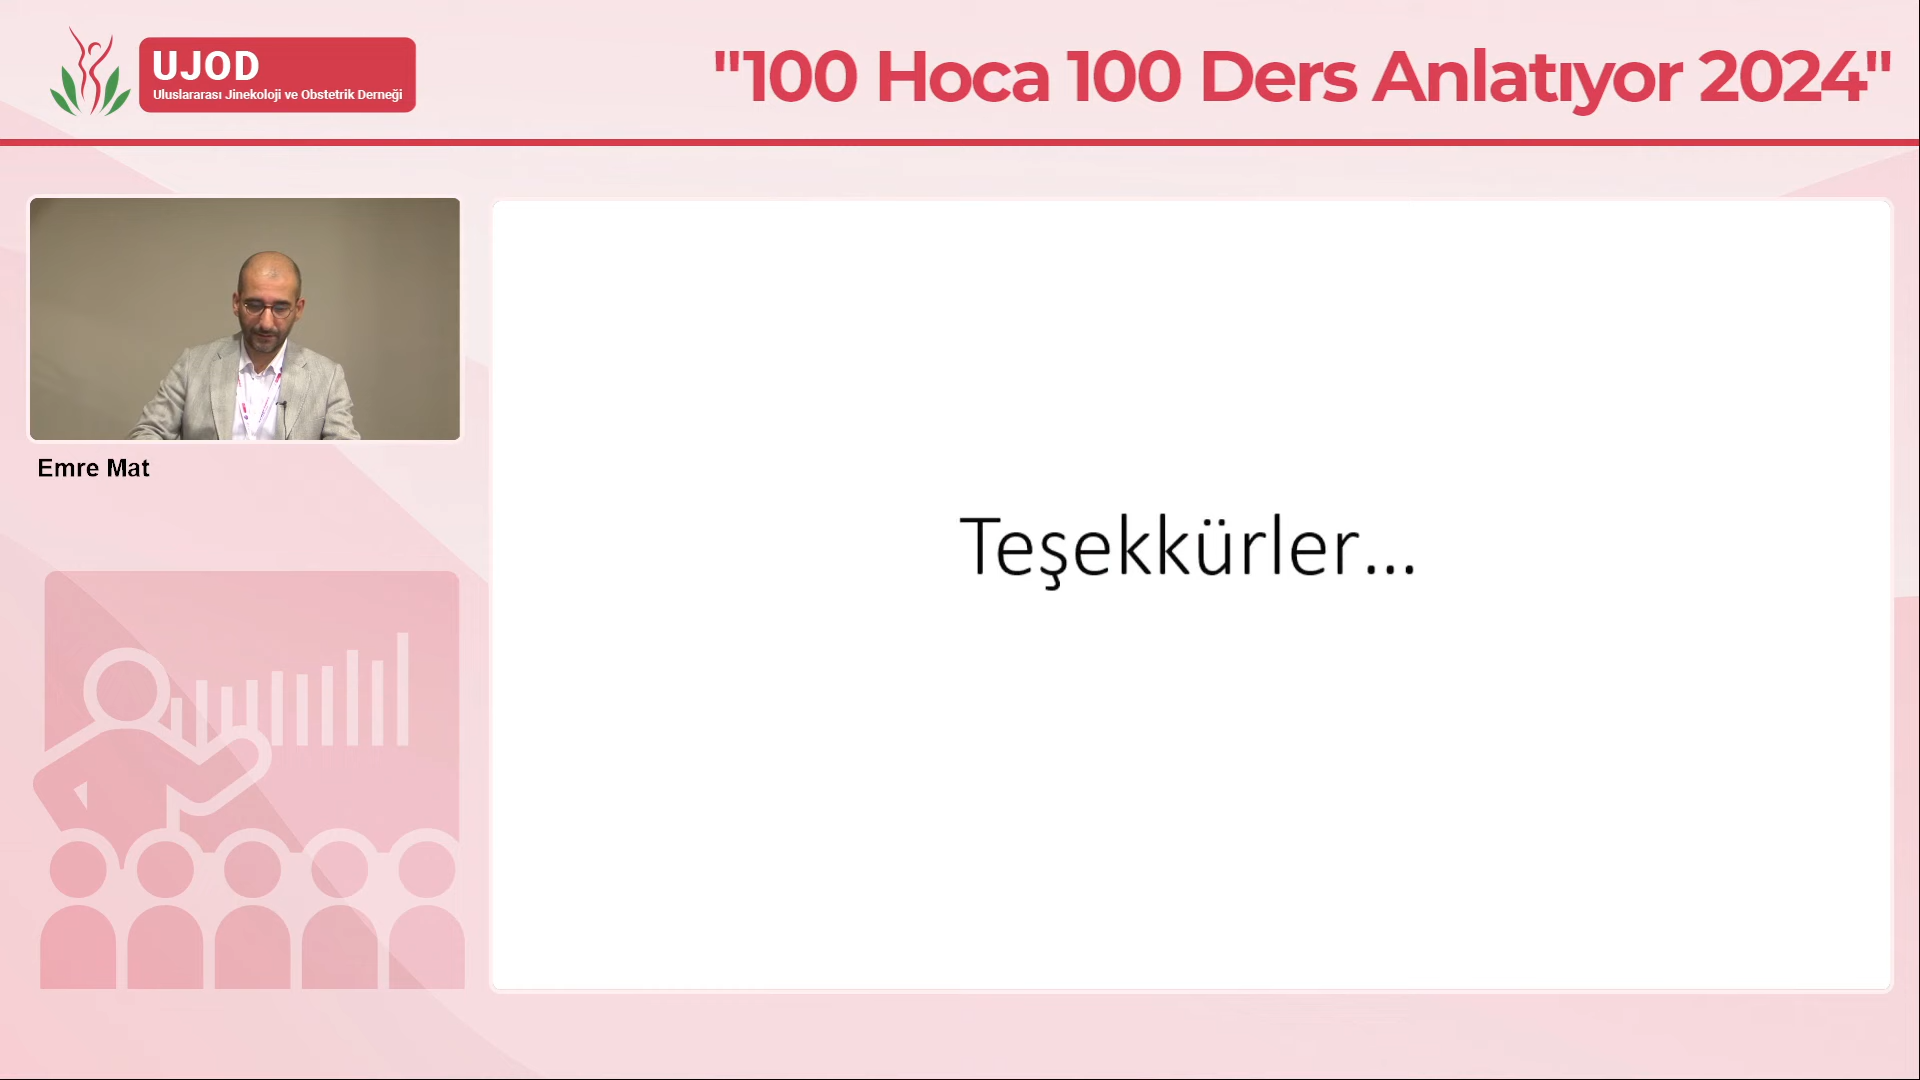 UJOD
Uluslararası Jinekoloji ve Obstetrik Derneği
"100 Hoca 100 Ders Anlatıyor 2024"
Emre Mat
Teşekkürler...